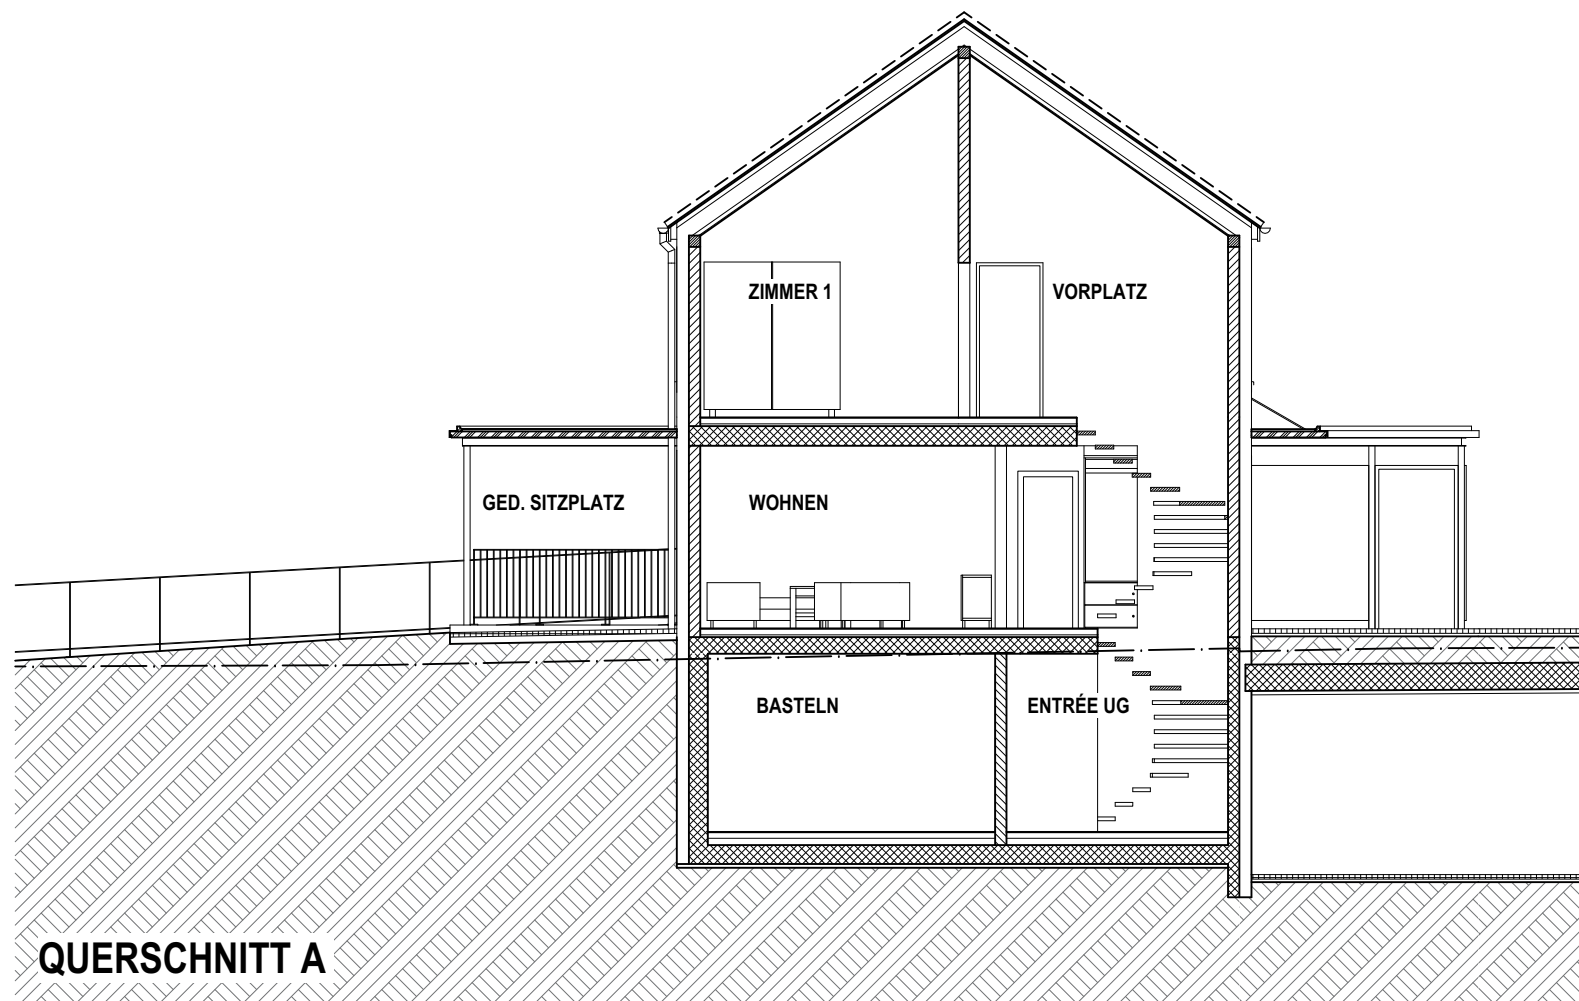 ZIMMER 1
VORPLATZ
GED. SITZPLATZ
WOHNEN
BASTELN
ENTRÉE UG
QUERSCHNITT A